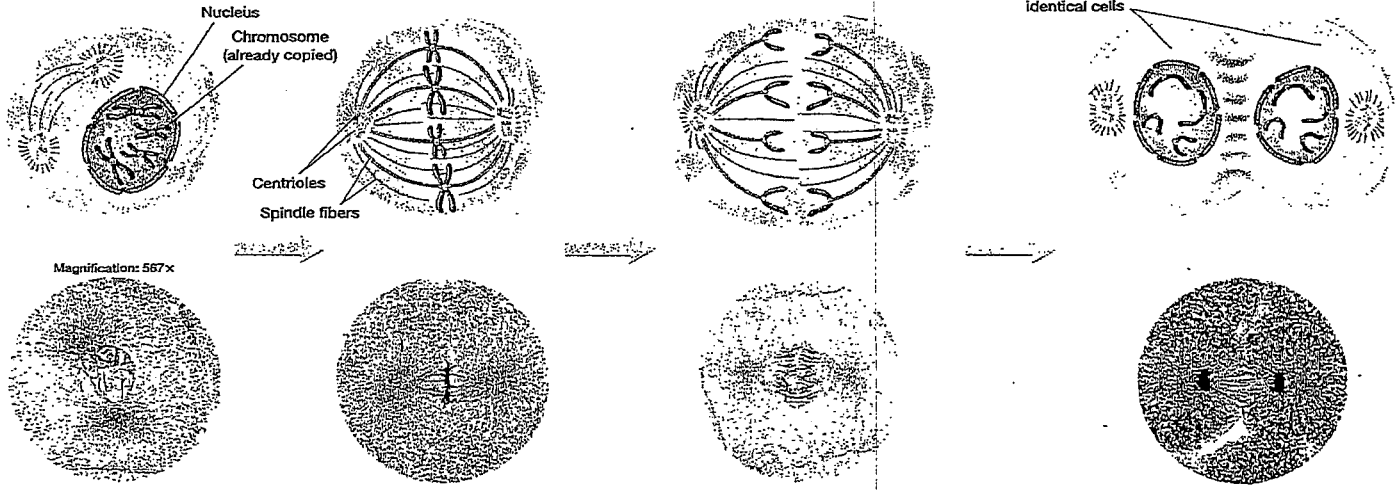 Nucleus
Chromosome
(already copied)
Centrioles
Spindle fibers
identical cells
Magnification: 567×